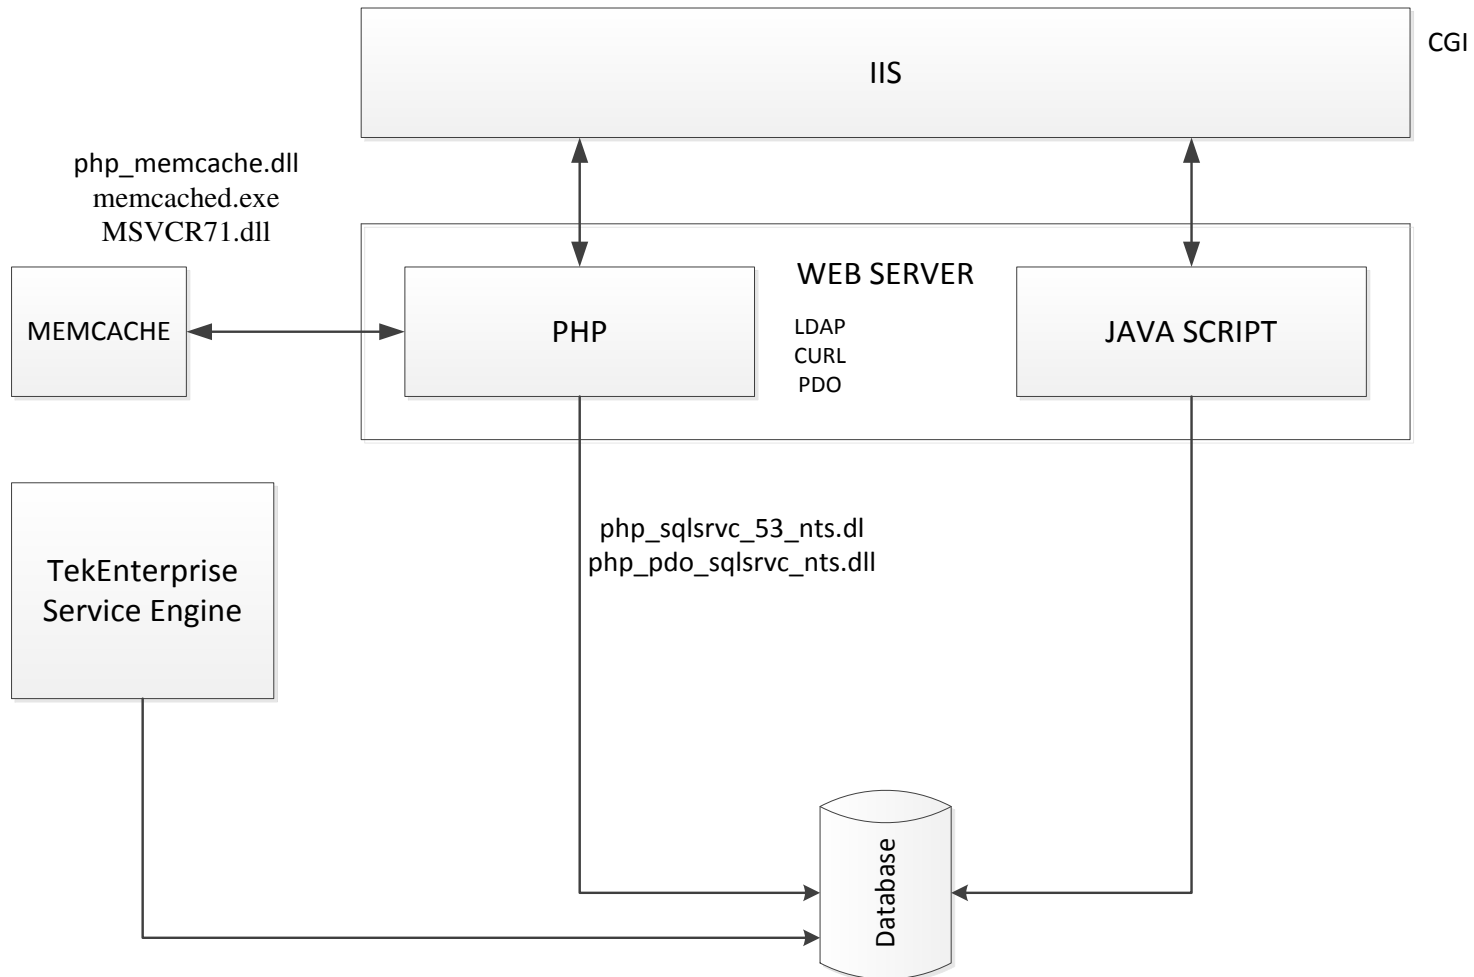 IIS
CGI
php_memcache.dll
memcached.exe
MSVCR71.dll
WEB SERVER
MEMCACHE
PHP
LDAP
CURL
PDO
JAVA SCRIPT
TekEnterprise
Service Engine
php_sqlsrvc_53_nts.dl
php_pdo_sqlsrvc_nts.dll
Database